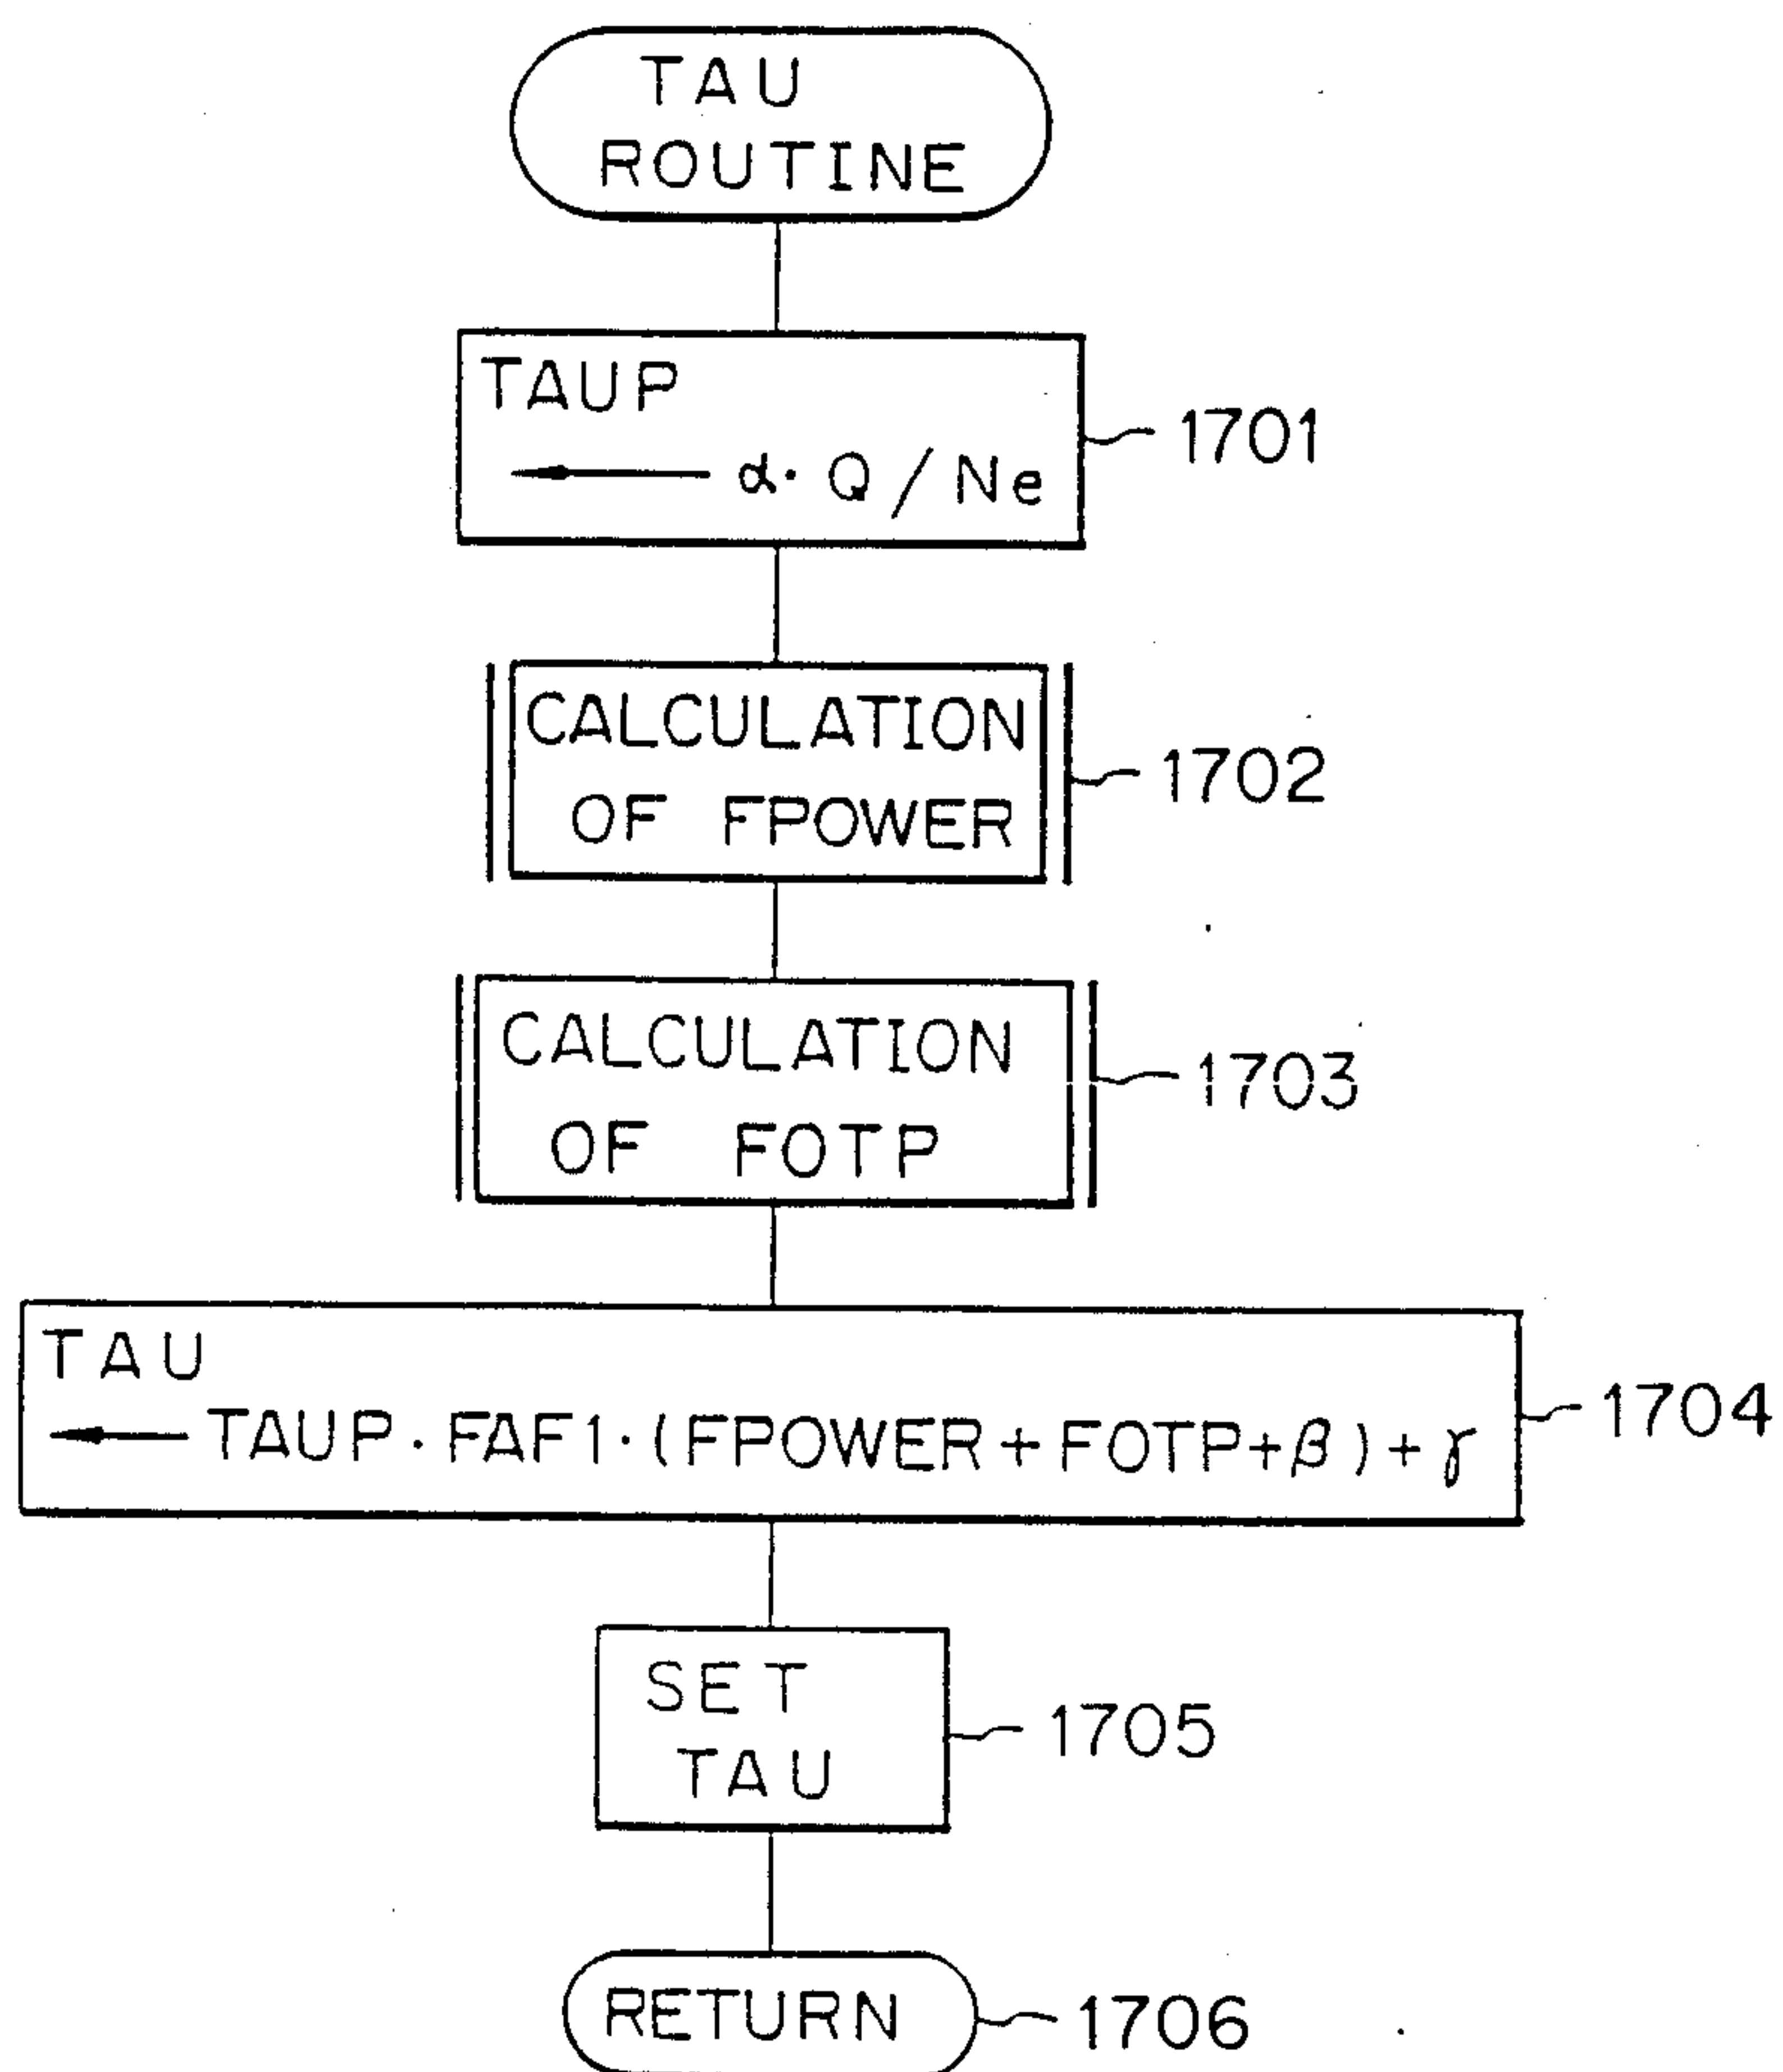 TAU
ROUTINE
TAUP
← α· Q/Ne
1701
CALCULATION
OF FPOWER
1702
CALCULATION
OF FOTP
1703
TAU
← TAUP·FAF1·(FPOWER+FOTP+β)+γ
1704
SET
TAU
1705
RETURN
1706